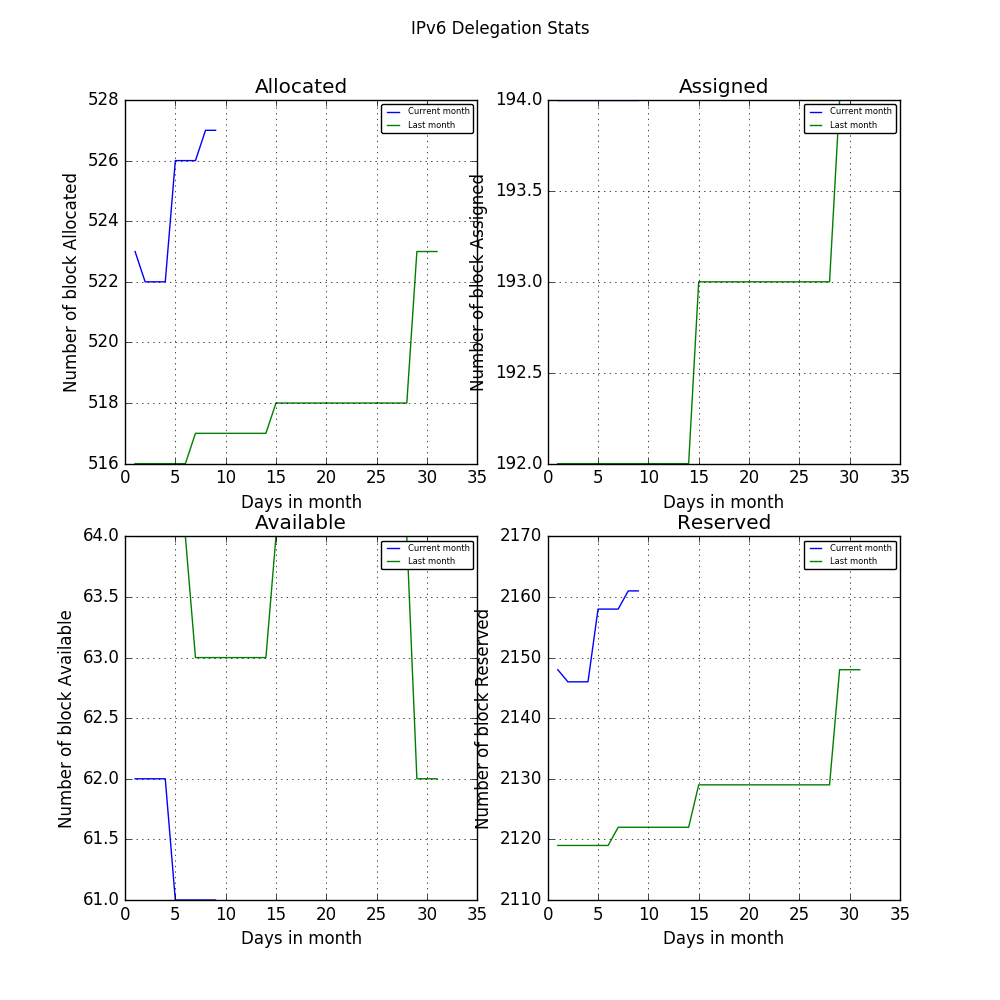 IPv6 Delegation Stats
Allocated
Number of block Allocated
528
526
524
522
520
518
516
Current month
Last month
0 5 10 15 20 25 30 35
Days in month
Assigned
Number of block Assigned
194.0
193.5
193.0
192.5
192.0
Current month
Last month
0 5 10 15 20 25 30 35
Days in month
Available
Number of block Available
64.0
63.5
63.0
62.5
62.0
61.5
61.0
Current month
Last month
0 5 10 15 20 25 30 35
Days in month
Reserved
Number of block Reserved
2170
2160
2150
2140
2130
2120
2110
Current month
Last month
0 5 10 15 20 25 30 35
Days in month